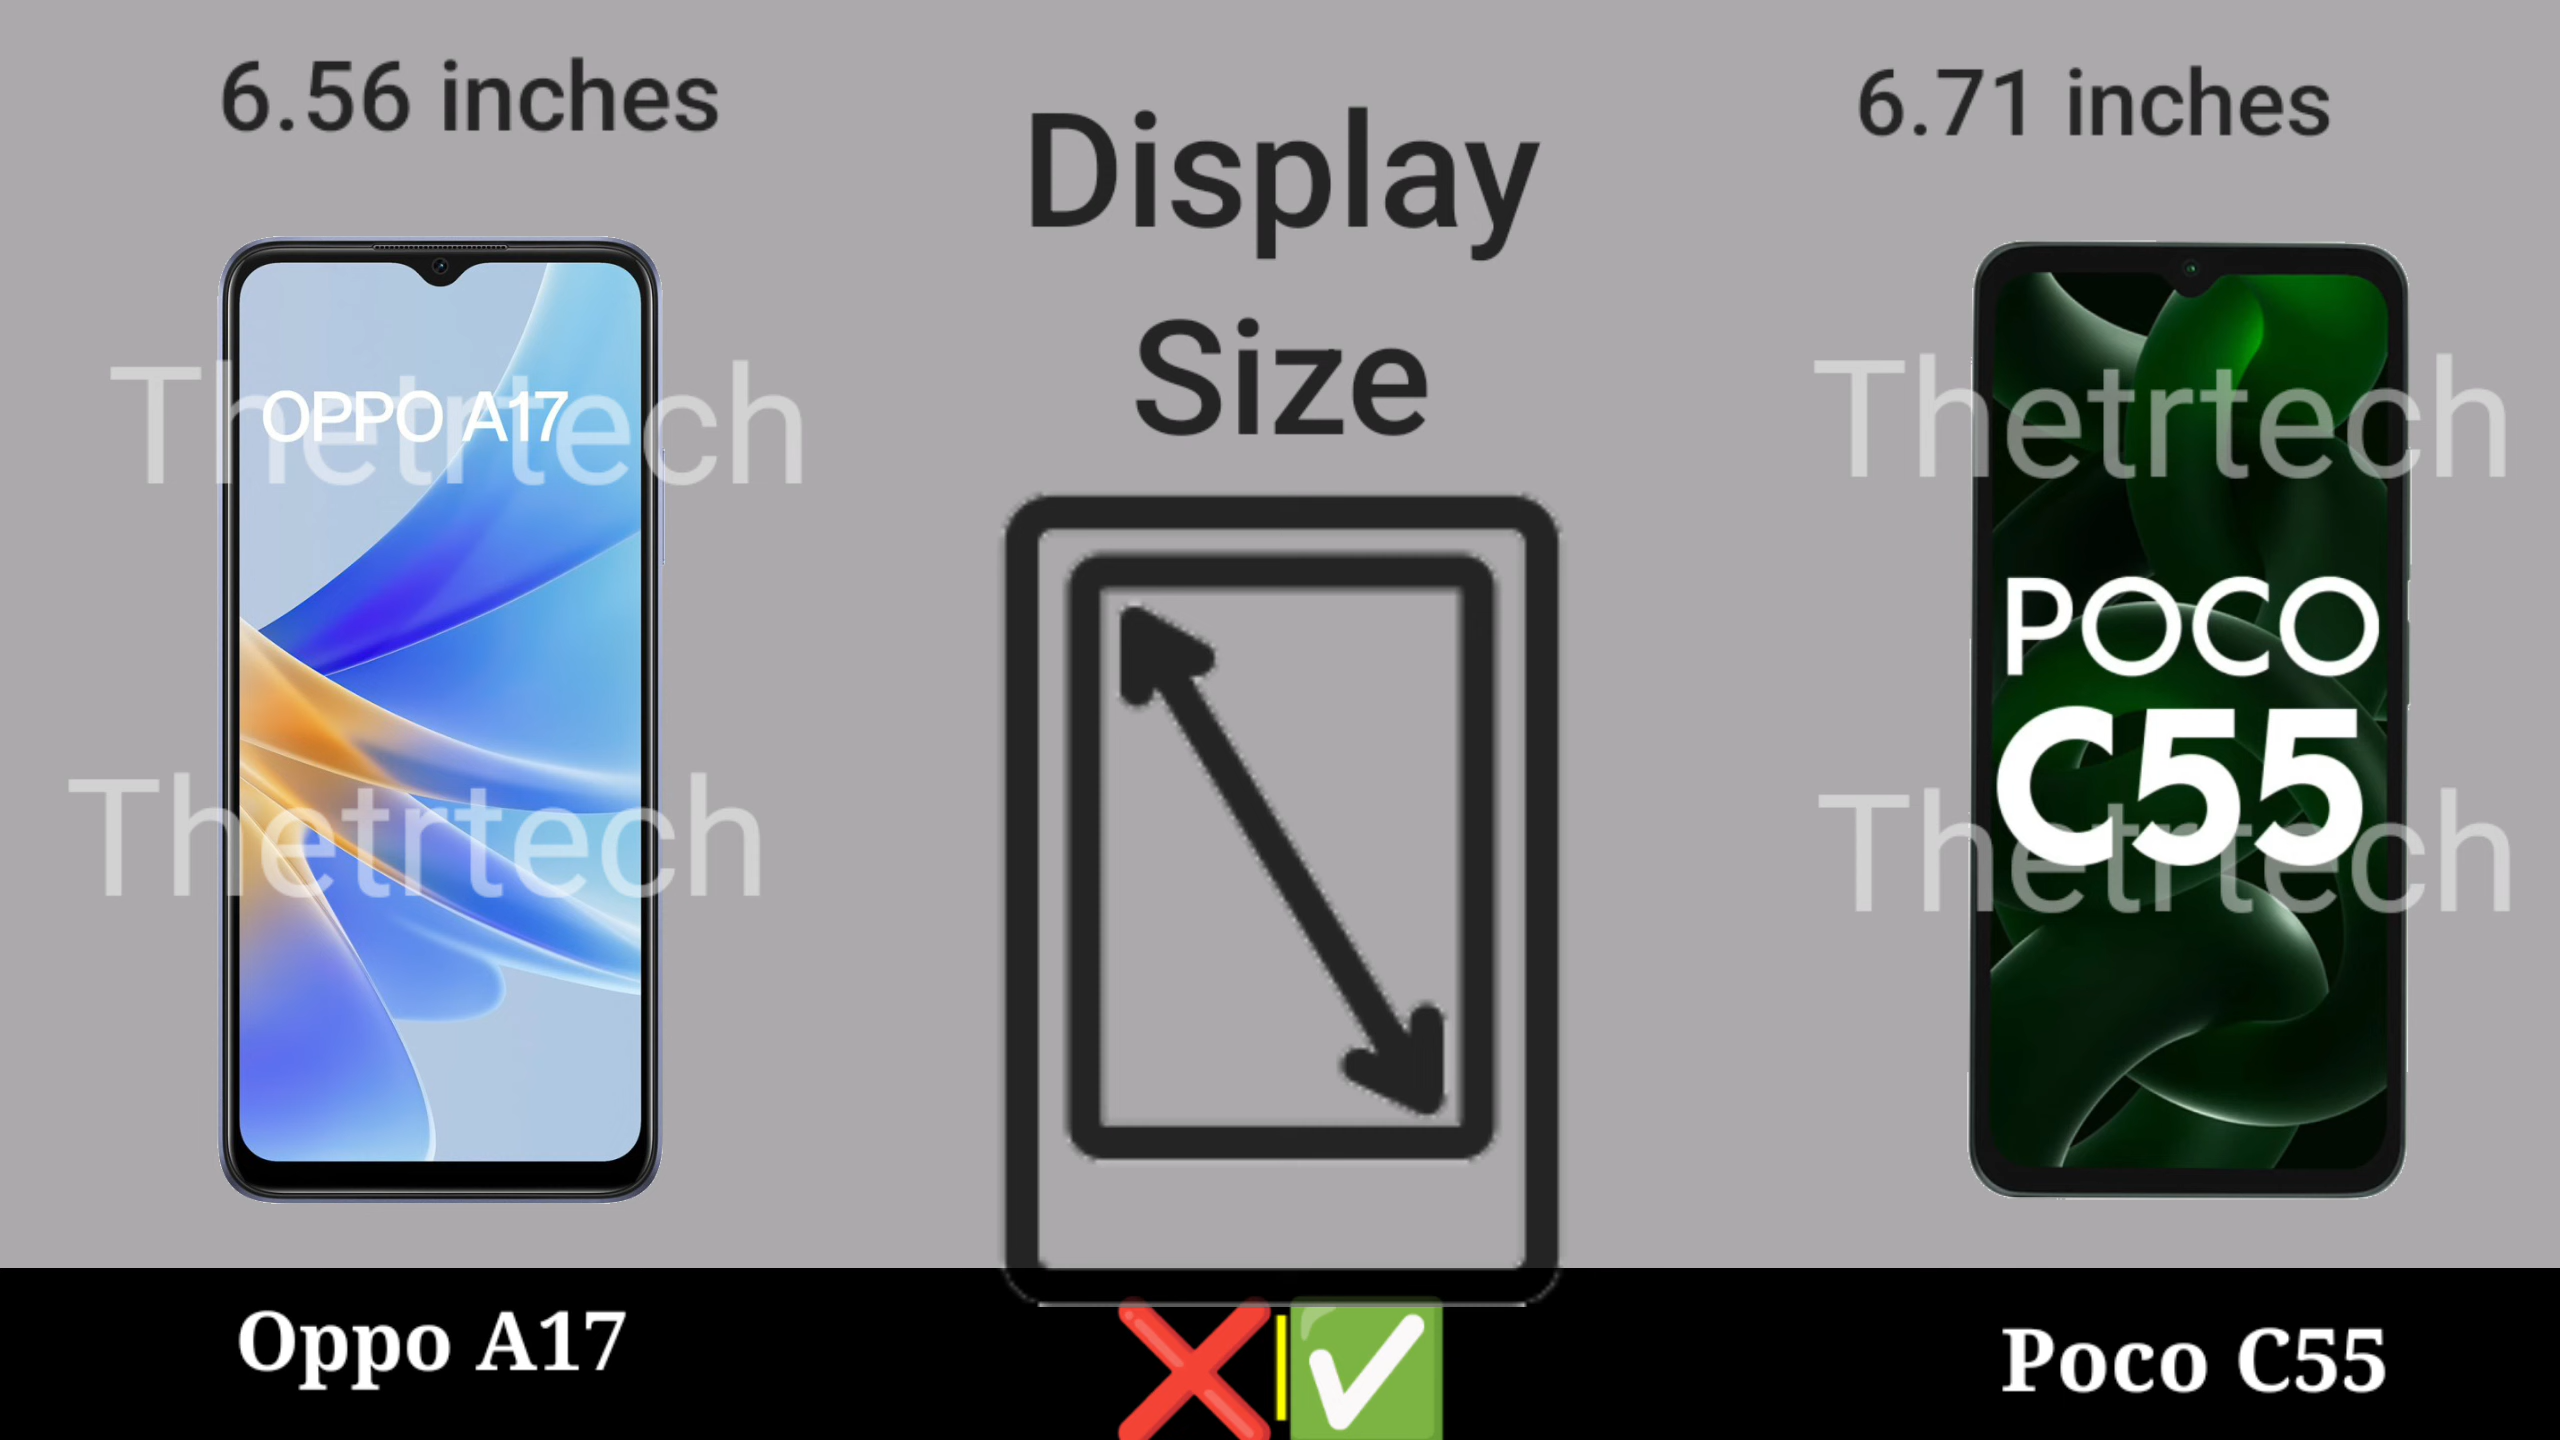 6.56 inches
Display
Size
6.71 inches
OPPO A17
Thetrtech
Thetrtech
POCO
C55
Thetrtech
Thetrtech
Oppo A17
Poco C55